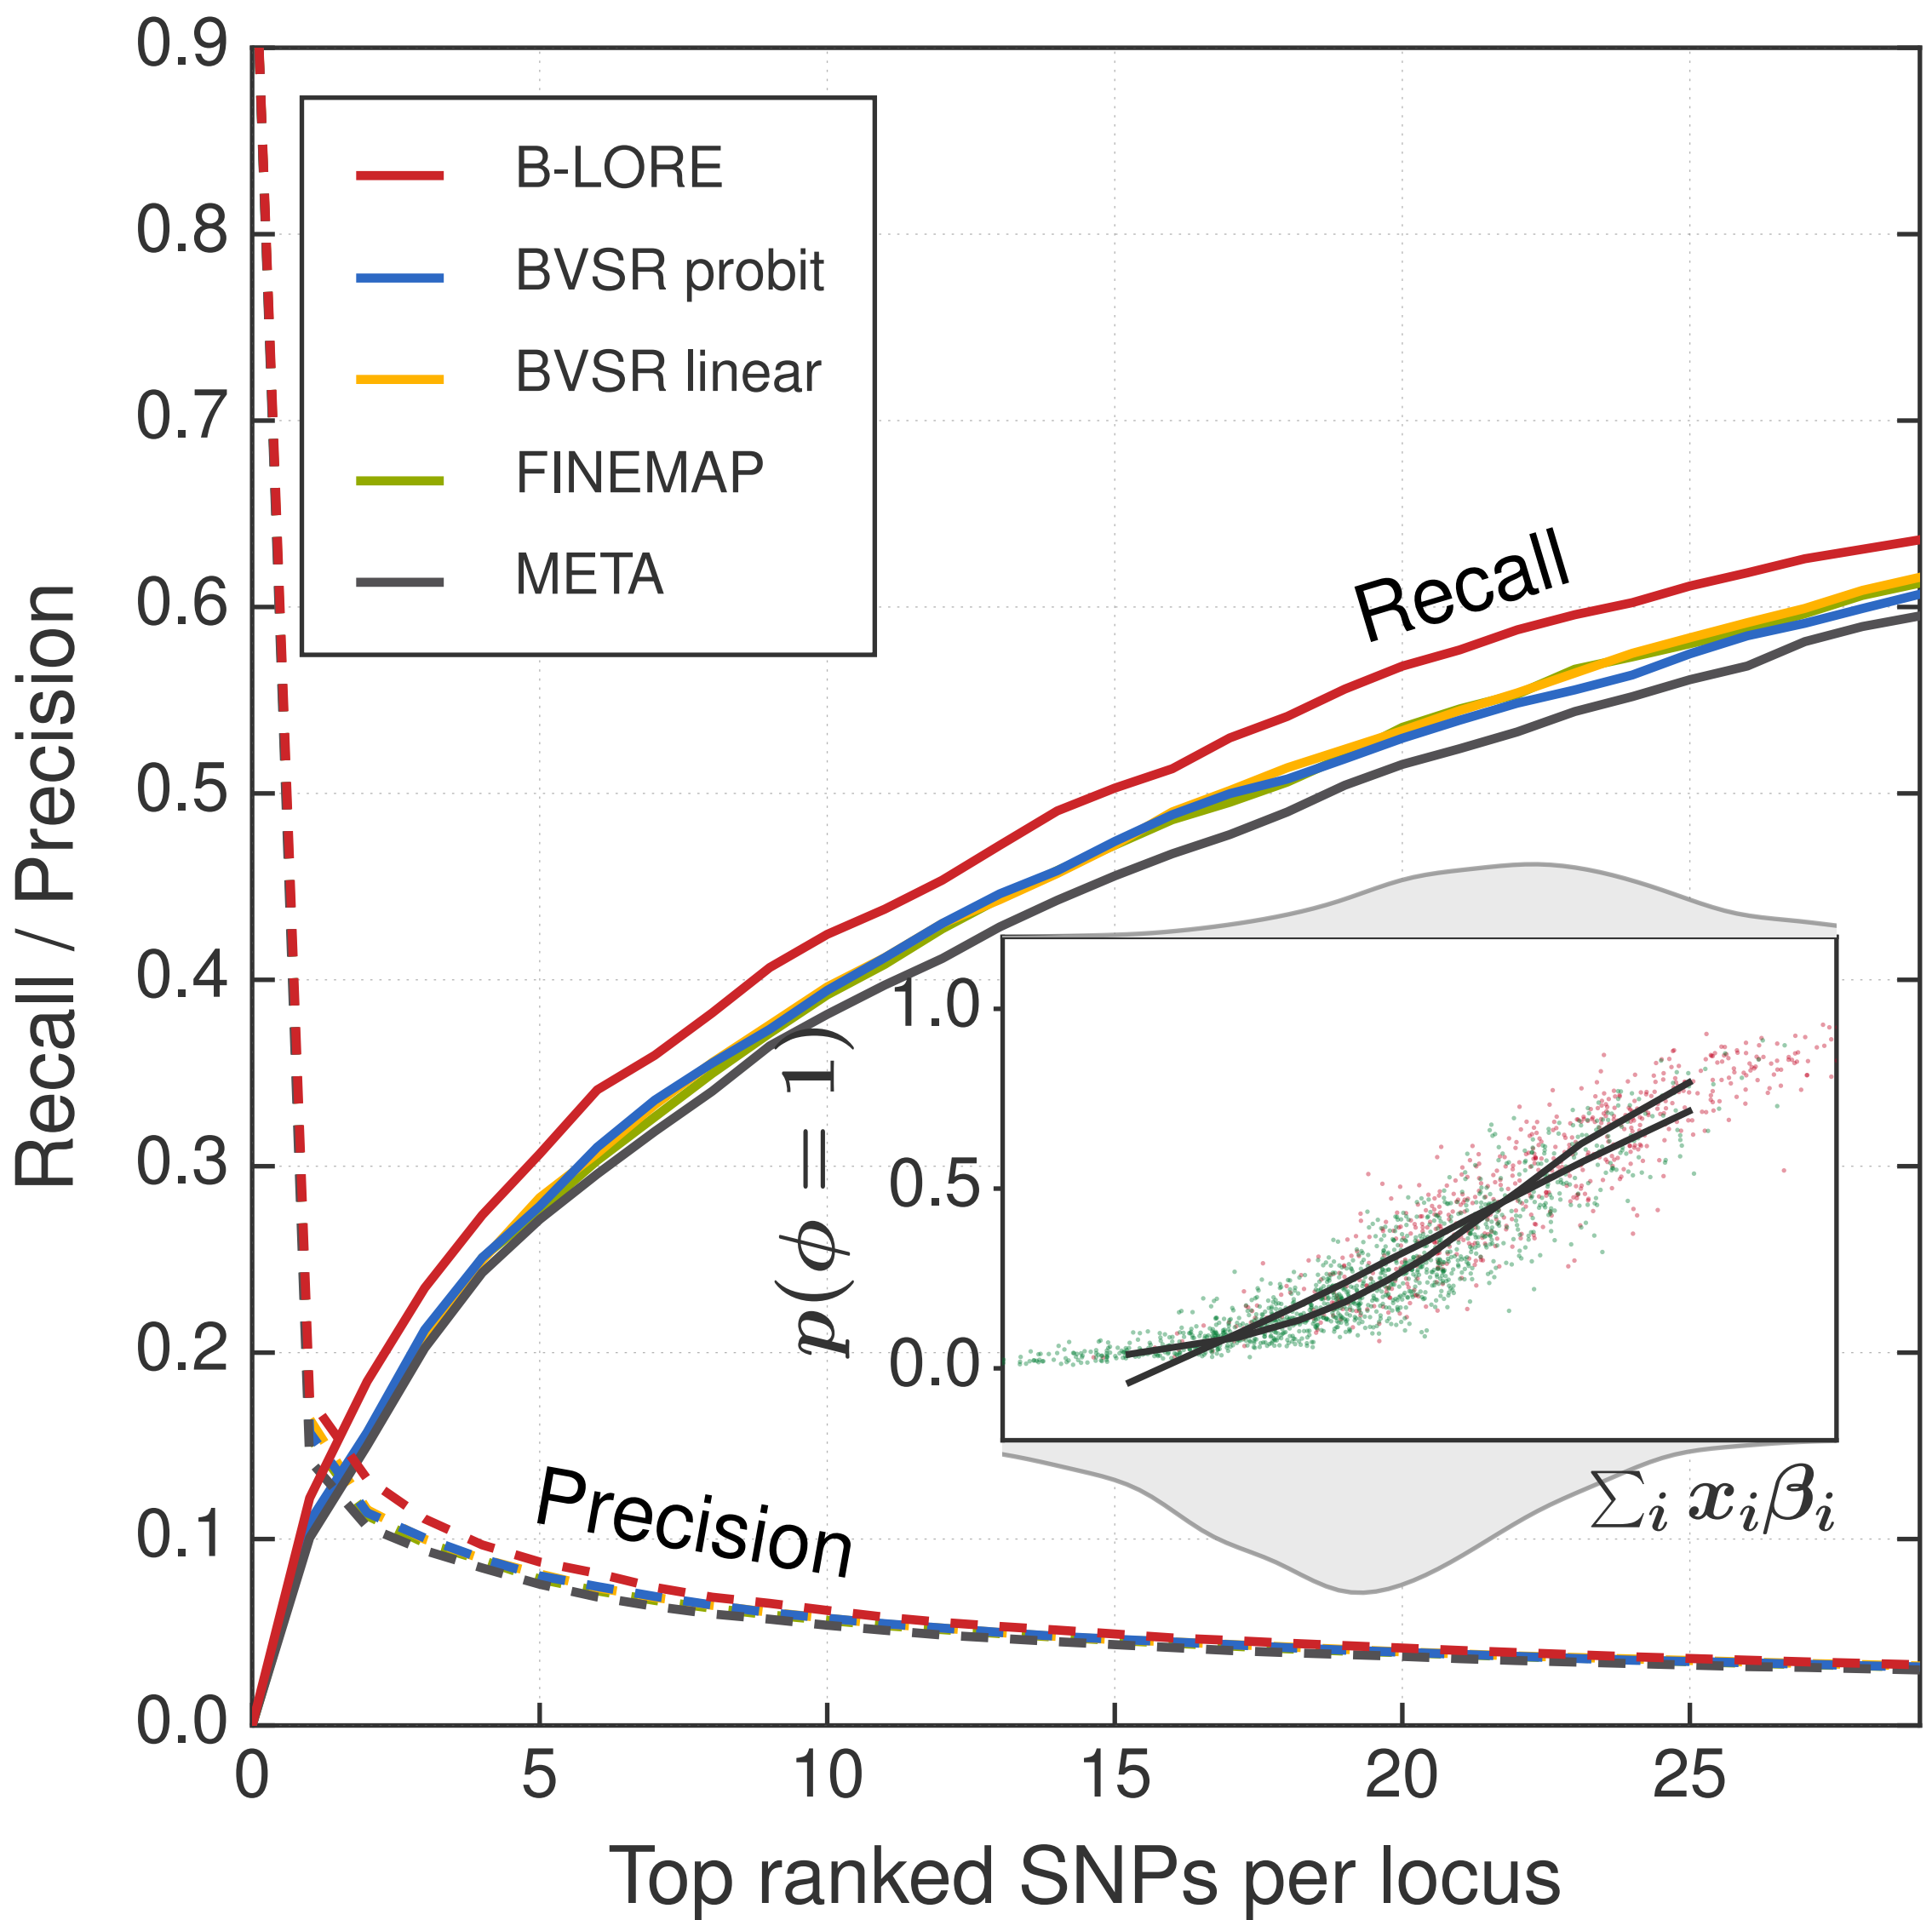 Recall / Precision
0.9
0.8
0.7
0.6
0.5
0.4
0.3
0.2
0.1
0.0
B-LORE
BVSR probit
BVSR linear
FINEMAP
META
Recall
Precision
p(ϕ = 1)
1.0
0.5
0.0
∑ᵢ xᵢβᵢ
0 5 10 15 20 25
Top ranked SNPs per locus